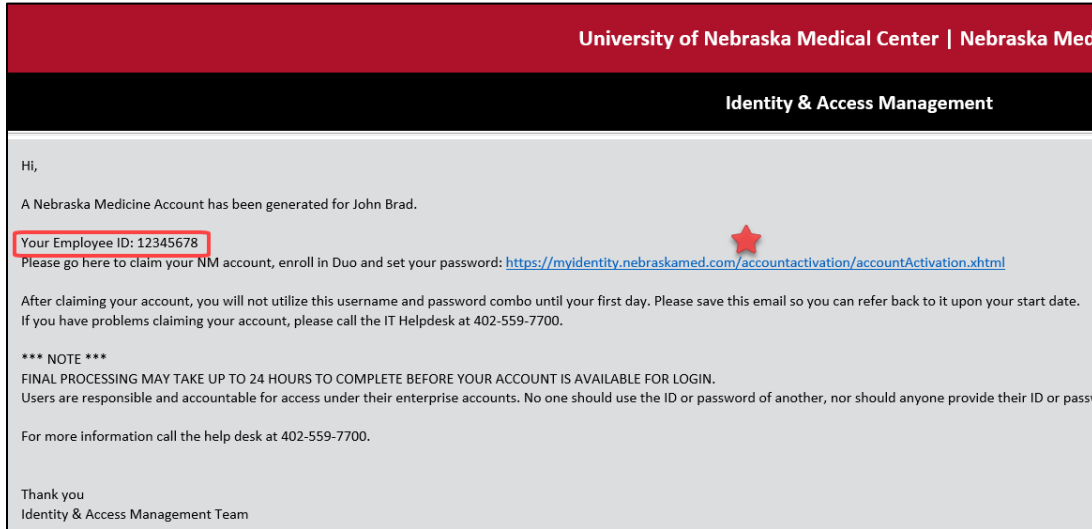 University of Nebraska Medical Center | Nebraska
Identity & Access Management
Hi,
A Nebraska Medicine Account has been generated for John Brad.
Your Employee ID: 12345678
Please go here to claim your NM account, enroll in Duo and set your password: https://myidentity.nebraskamed.com/accountactivation/accountActivation.xhtml
After claiming your account, you will not utilize this username and password combo until your first day. Please save this email so you can refer back to it upon your start date.
If you have problems claiming your account, please call the IT Helpdesk at 402-559-7700.
*** NOTE ***
FINAL PROCESSING MAY TAKE UP TO 24 HOURS TO COMPLETE BEFORE YOUR ACCOUNT IS AVAILABLE FOR LOGIN.
Users are responsible and accountable for access under their enterprise accounts. No one should use the ID or password of another, nor should anyone provide their ID or
For more information call the help desk at 402-559-7700.
Thank you
Identity & Access Management Team